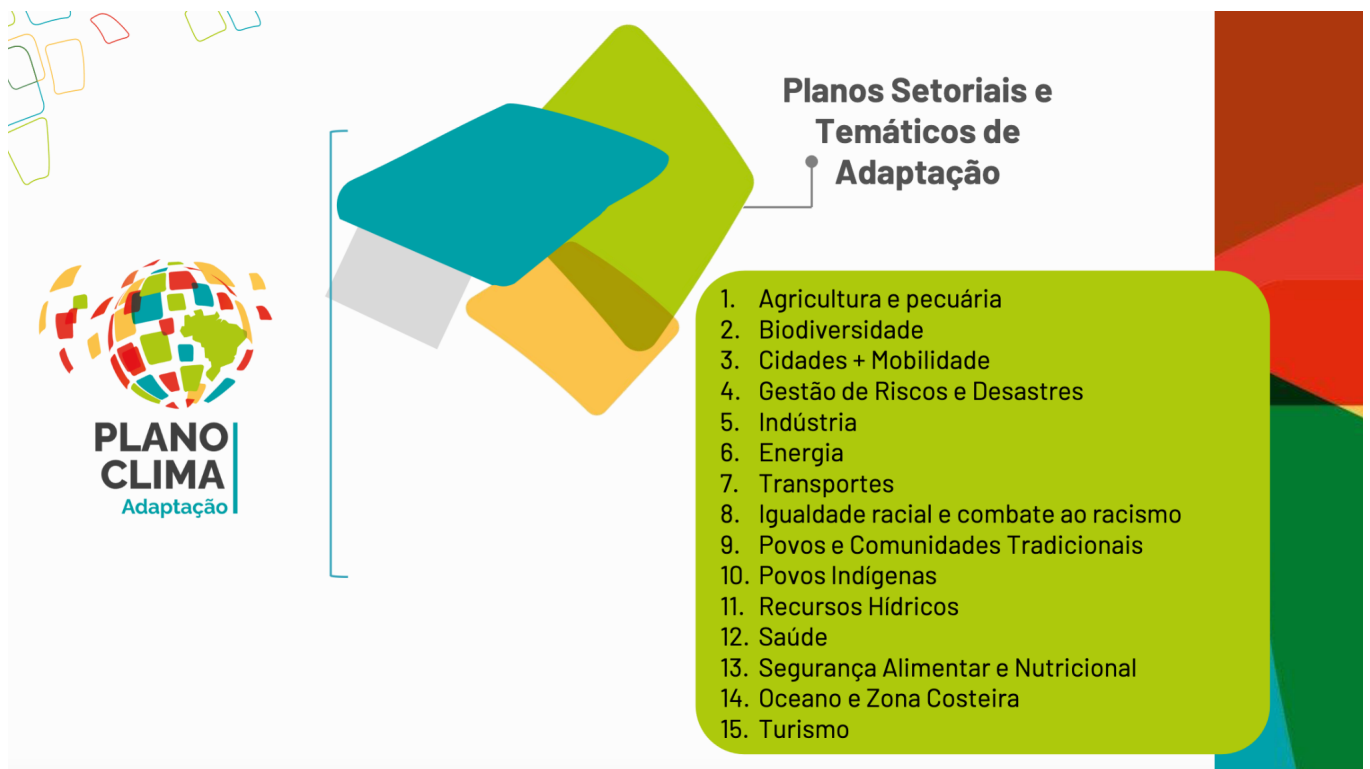 Planos Setoriais e
Temáticos de
Adaptação
PLANO
CLIMA
Adaptação
1. Agricultura e pecuária
2. Biodiversidade
3. Cidades + Mobilidade
4. Gestão de Riscos e Desastres
5. Indústria
6. Energia
7. Transportes
8. Igualdade racial e combate ao racismo
9. Povos e Comunidades Tradicionais
10. Povos Indígenas
11. Recursos Hídricos
12. Saúde
13. Segurança Alimentar e Nutricional
14. Oceano e Zona Costeira
15. Turismo